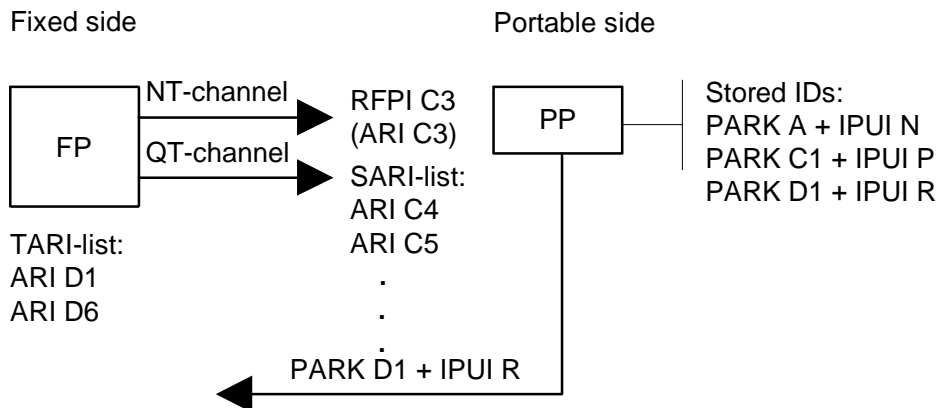 Fixed side
Portable side
NT-channel
FP
QT-channel
RFPI C3
(ARI C3)
SARI-list:
ARI C4
ARI C5
.
.
.
TARI-list:
ARI D1
ARI D6
PP
Stored IDs:
PARK A + IPUI N
PARK C1 + IPUI P
PARK D1 + IPUI R
PARK D1 + IPUI R